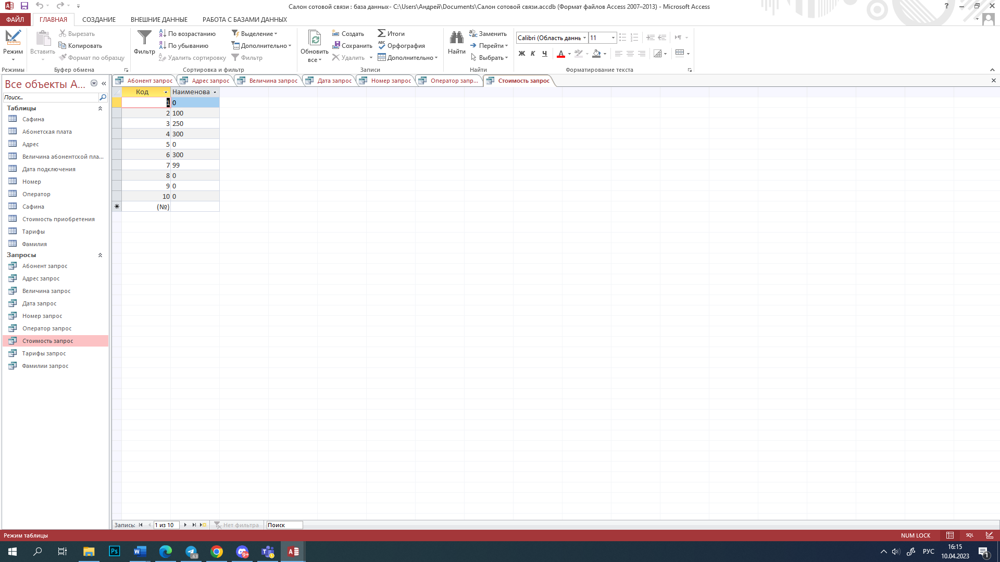 Салон сотовой связи : база данных- C:\Users\Андрей\Documents\Салон сотовой связи.accdb (Формат файлов Access 2007–2013) - Microsoft Access
ФАЙЛ ГЛАВНАЯ СОЗДАНИЕ ВНЕШНИЕ ДАННЫЕ РАБОТА С БАЗАМИ ДАННЫХ
Режим
Режимы
Вставить
Вырезать
Копировать
Формат по образцу
Буфер обмена
Фильтр
По возрастанию
По убыванию
Удалить сортировку
Выделение
Дополнительно
Фильтр
Сортировка и фильтр
Обновить все
Создать
Сохранить
Удалить
Итоги
Орфография
Дополнительно
Записи
Найти
Заменить
Перейти
Выбрать
Найти
Calibri (Область даннь 11
Ж К Ч А
Форматирование текста
Все объекты A...
Поиск...
Таблицы
Сафина
Абонетская плата
Адрес
Величина абонентской пла...
Дата подключения
Номер
Оператор
Сафина
Стоимость приобретения
Тарифы
Фамилия
Запросы
Абонент запрос
Адрес запрос
Величина запрос
Дата запрос
Номер запрос
Оператор запрос
Стоимость запрос
Тарифы запрос
Фамилии запрос
Абонент запрос Адрес запрос Величина запрос Дата запрос Номер запрос Оператор запр... Стоимость запрос
Код Наименова
1 0
2 100
3 250
4 300
5 0
6 300
7 99
8 0
9 0
10 0
(№)
Запись: 1 из 10 Нет фильтра Поиск
Режим таблицы NUM LOCK SQL
Ps .63 9+ РУС 16:15
10.04.2023 1